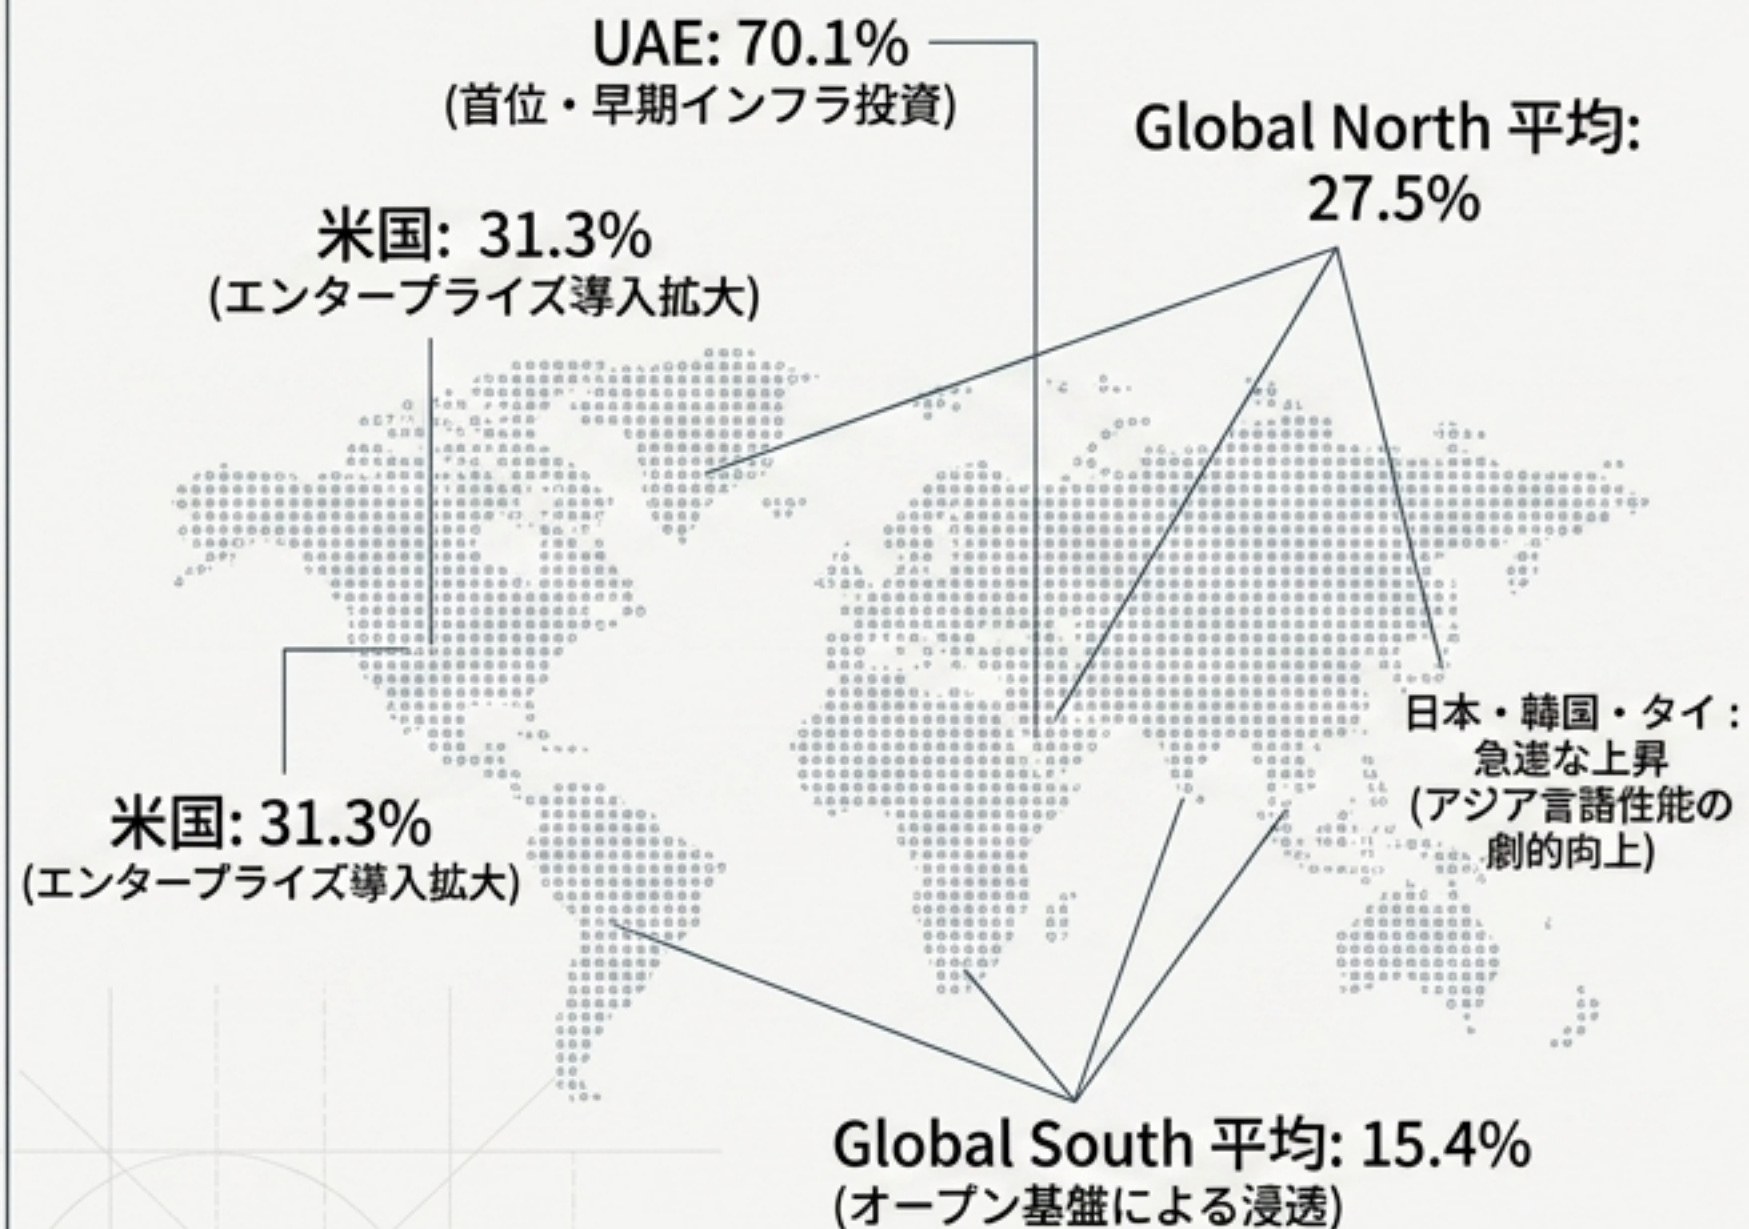 UAE: 70.1%
(首位・早期インフラ投資)
Global North 平均:
27.5%
米国: 31.3%
(エンタープライズ導入拡大)
日本・韓国・タイ:
急速な上昇
(アジア言語性能の
劇的向上)
米国: 31.3%
(エンタープライズ導入拡大)
Global South 平均: 15.4%
(オープン基盤による浸透)